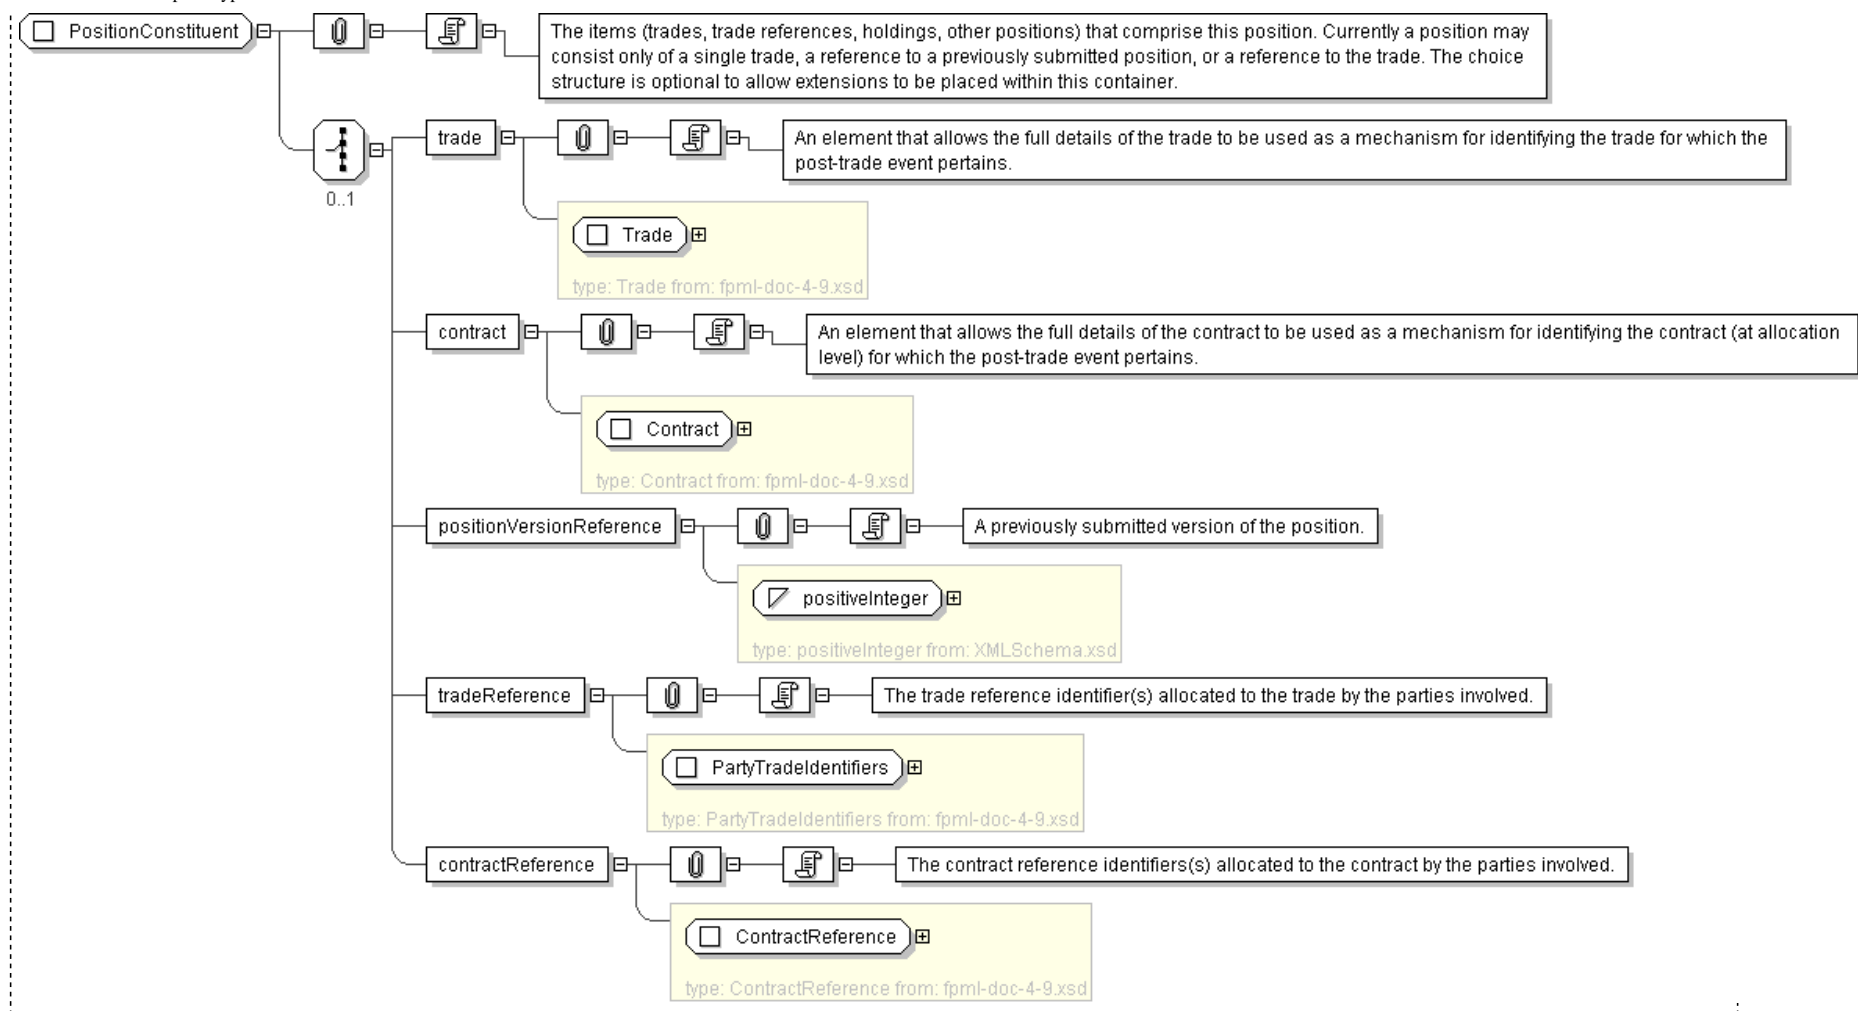 PositionConstituent
The items (trades, trade references, holdings, other positions) that comprise this position. Currently a position may
consist only of a single trade, a reference to a previously submitted position, or a reference to the trade. The choice
structure is optional to allow extensions to be placed within this container.
0..1
trade
An element that allows the full details of the trade to be used as a mechanism for identifying the trade for which the
post-trade event pertains.
Trade
type: Trade from: fpml-doc-4-9.xsd
contract
An element that allows the full details of the contract to be used as a mechanism for identifying the contract (at allocation
level) for which the post-trade event pertains.
Contract
type: Contract from: fpml-doc-4-9.xsd
positionVersionReference
A previously submitted version of the position.
positiveInteger
type: positiveInteger from: XMLSchema.xsd
tradeReference
The trade reference identifier(s) allocated to the trade by the parties involved.
PartyTradeIdentifiers
type: PartyTradeIdentifiers from: fpml-doc-4-9.xsd
contractReference
The contract reference identifiers(s) allocated to the contract by the parties involved.
ContractReference
type: ContractReference from: fpml-doc-4-9.xsd